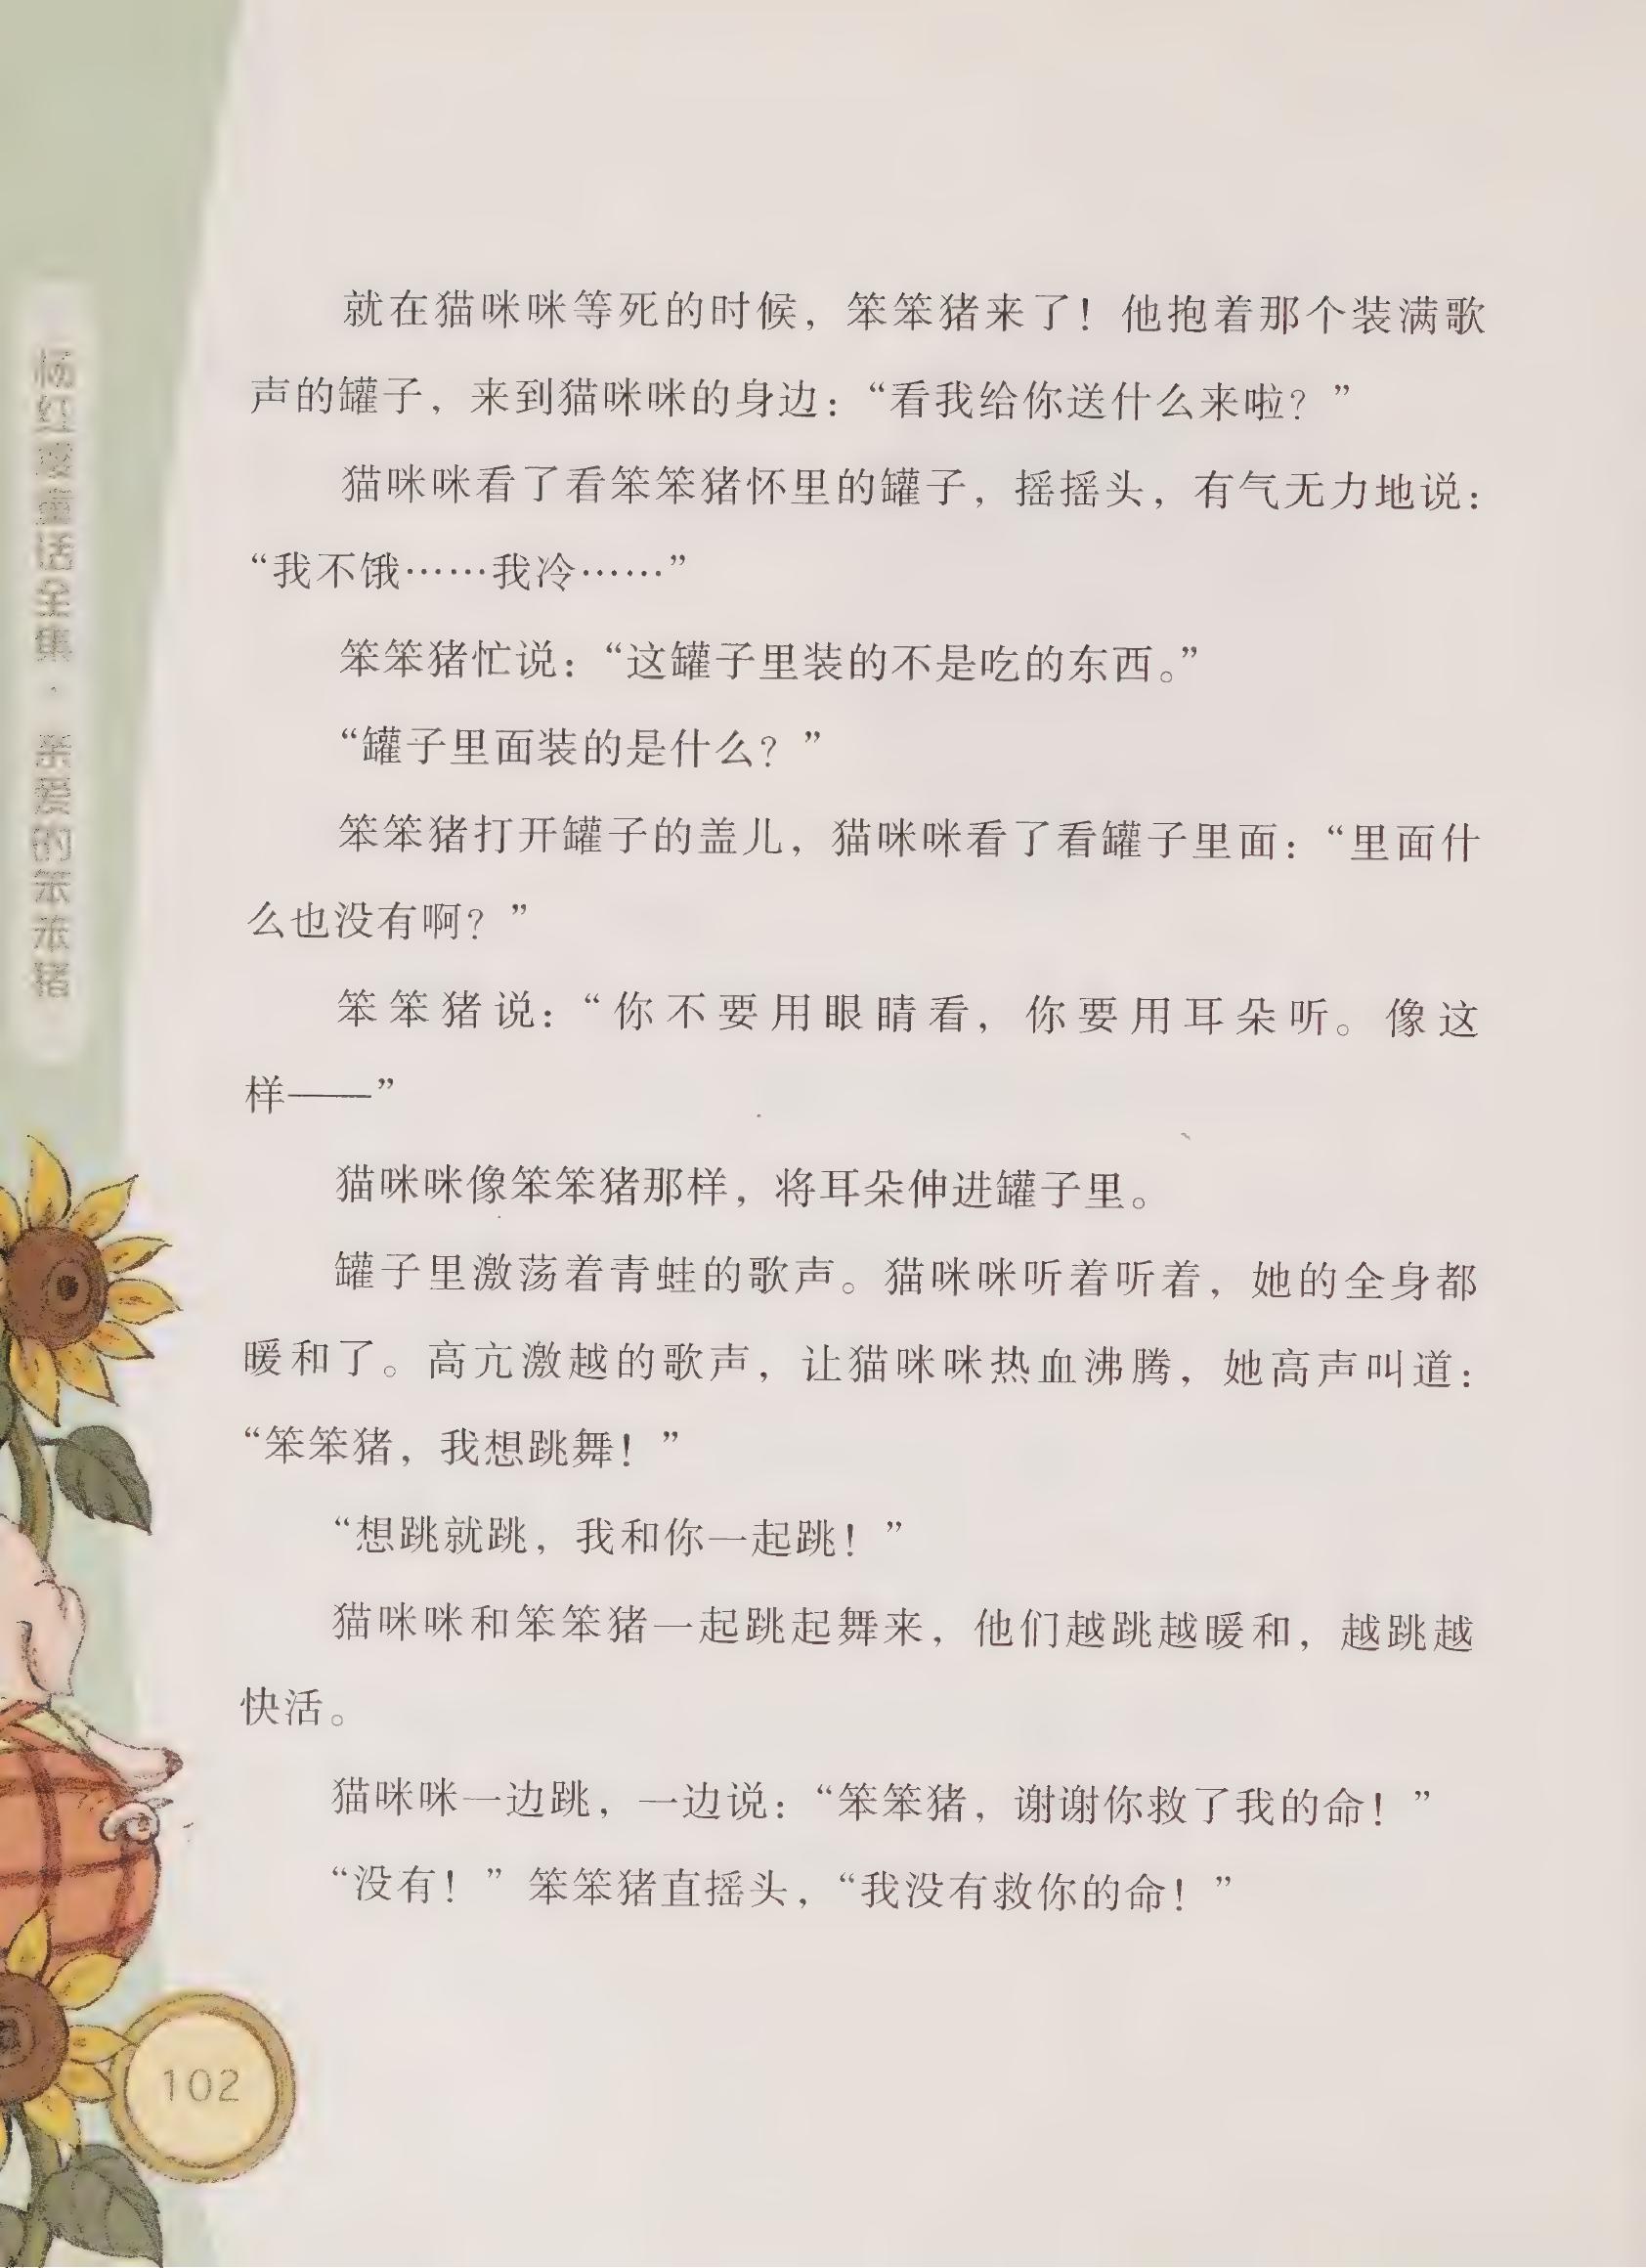 杨红樱童话全集·亲爱的笨笨猪
就在猫咪咪等死的时候，笨笨猪来了！他抱着那个装满歌
声的罐子，来到猫咪咪的身边：“看我给你送什么来啦？”
猫咪咪看了看笨笨猪怀里的罐子，摇摇头，有气无力地说：
“我不饿……我冷……”
笨笨猪忙说：“这罐子里装的不是吃的东西。”
“罐子里面装的是什么？”
笨笨猪打开罐子的盖儿，猫咪咪看了看罐子里面：“里面什
么也没有啊？”
笨笨猪说：“你不要用眼睛看，你要用耳朵听。像这
样——”
猫咪咪像笨笨猪那样，将耳朵伸进罐子里。
罐子里激荡着青蛙的歌声。猫咪咪听着听着，她的全身都
暖和了。高亢激越的歌声，让猫咪咪热血沸腾，她高声叫道：
“笨笨猪，我想跳舞！”
“想跳就跳，我和你一起跳！”
猫咪咪和笨笨猪一起跳起舞来，他们越跳越暖和，越跳越
快活。
猫咪咪一边跳，一边说：“笨笨猪，谢谢你救了我的命！”
“没有！”笨笨猪直摇头，“我没有救你的命！”
102